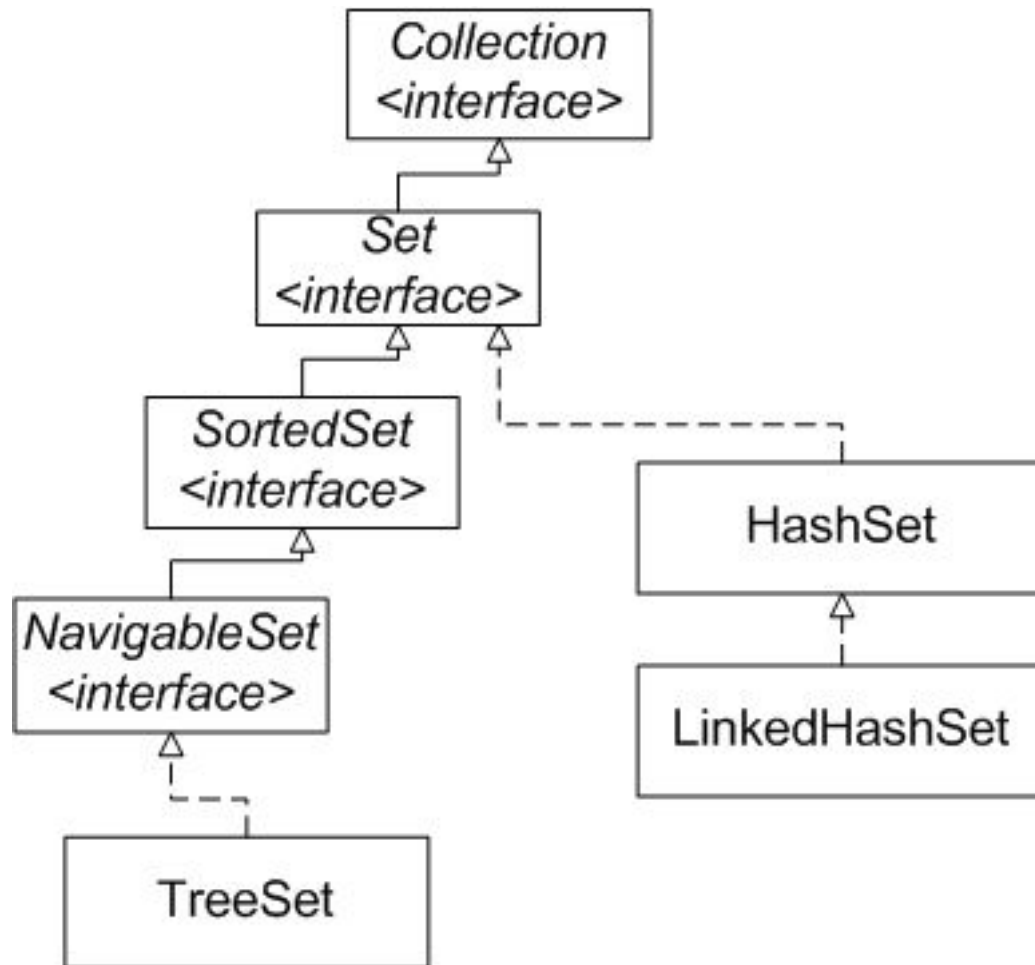 Collection
<interface>
Set
<interface>
SortedSet
<interface>
HashSet
NavigableSet
<interface>
LinkedHashSet
TreeSet